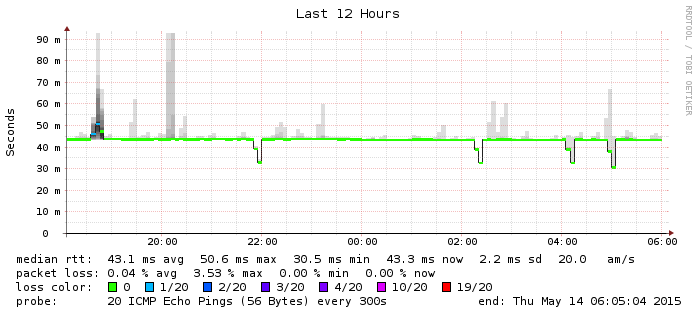 Last 12 Hours
RRDTOOL / TOBI OETIKER
Seconds
90 m
80 m
70 m
60 m
50 m
40 m
30 m
20 m
10 m
0
20:00 22:00 00:00 02:00 04:00 06:00
median rtt: 43.1 ms avg 50.6 ms max 30.5 ms min 43.3 ms now 2.2 ms sd 20.0 am/s
packet loss: 0.04 % avg 3.53 % max 0.00 % min 0.00 % now
loss color: 0 1/20 2/20 3/20 4/20 10/20 19/20
probe: 20 ICMP Echo Pings (56 Bytes) every 300s end: Thu May 14 06:05:04 2015